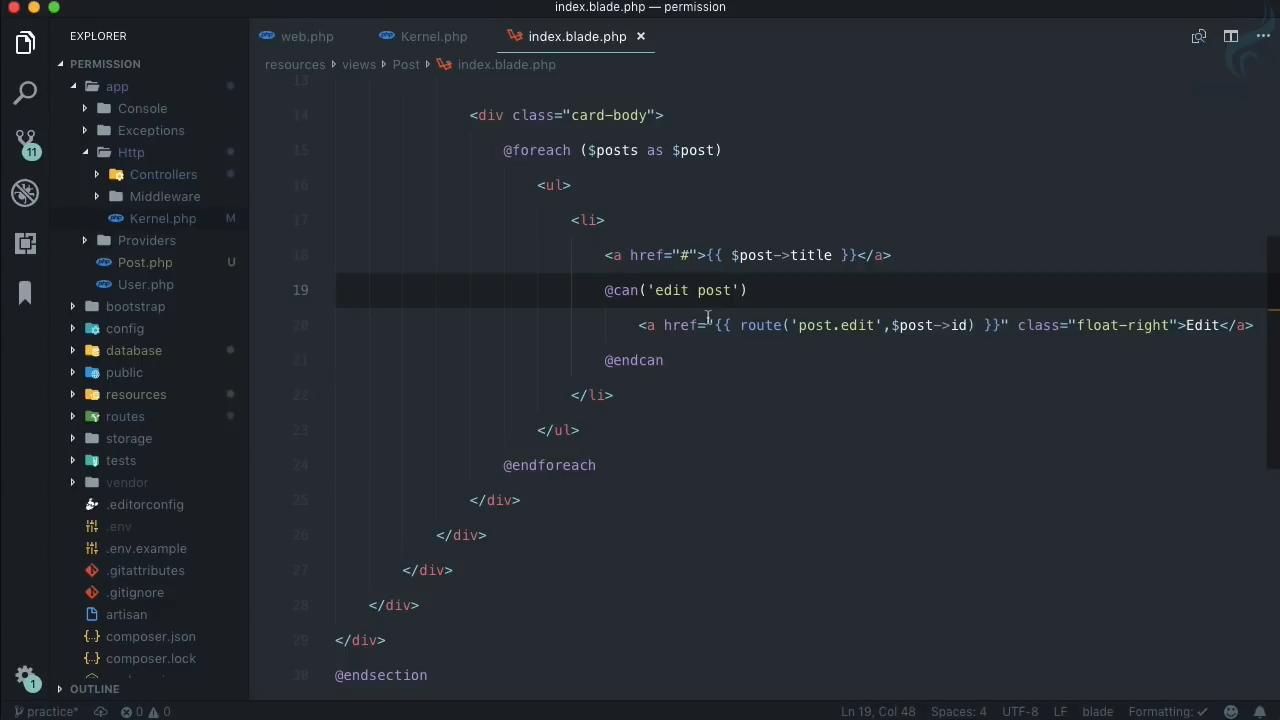 index.blade.php — permission
EXPLORER
web.php
Kernel.php
index.blade.php ×
PERMISSION
resources views Post index.blade.php
app
Console
Exceptions
Http
Controllers
Middleware
Kernel.php M
Providers
Post.php U
User.php
bootstrap
config
database
public
resources
routes
storage
tests
vendor
.editorconfig
.env
.env.example
.gitattributes
.gitignore
artisan
composer.json
composer.lock
OUTLINE
11
1
13
14 <div class="card-body">
15 @foreach ($posts as $post)
16 <ul>
17 <li>
18 <a href="#">{{ $post->title }}</a>
19 @can('edit post')
20 <a href="{{ route('post.edit',$post->id) }}" class="float-right">Edit</a>
21 @endcan
22 </li>
23 </ul>
24 @endforeach
25 </div>
26 </div>
27 </div>
28 </div>
29 </div>
30 @endsection
practice* 0 0 Ln 19, Col 48 Spaces: 4 UTF-8 LF blade Formatting: ✓